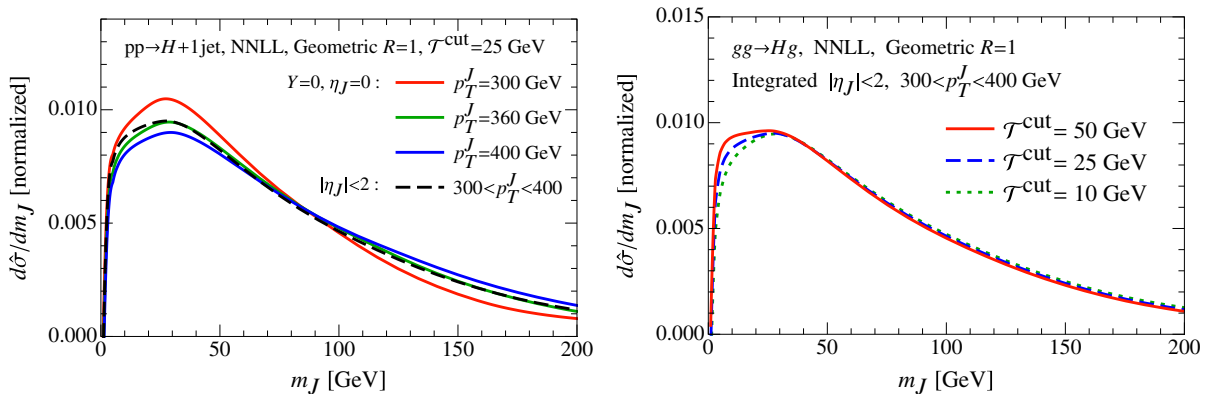 pp→H+1jet, NNLL, Geometric R=1, 𝒯^cut=25 GeV
Y=0, η_J=0 :
p_T^J=300 GeV
p_T^J=360 GeV
p_T^J=400 GeV
|η_J|<2 :
300<p_T^J<400
dσ̂/dm_J [normalized]
0.010
0.005
0.000
0
50
100
150
200
m_J [GeV]
gg→Hg, NNLL, Geometric R=1
Integrated |η_J|<2, 300<p_T^J<400 GeV
𝒯^cut= 50 GeV
𝒯^cut= 25 GeV
𝒯^cut= 10 GeV
dσ̂/dm_J [normalized]
0.015
0.010
0.005
0.000
0
50
100
150
200
m_J [GeV]